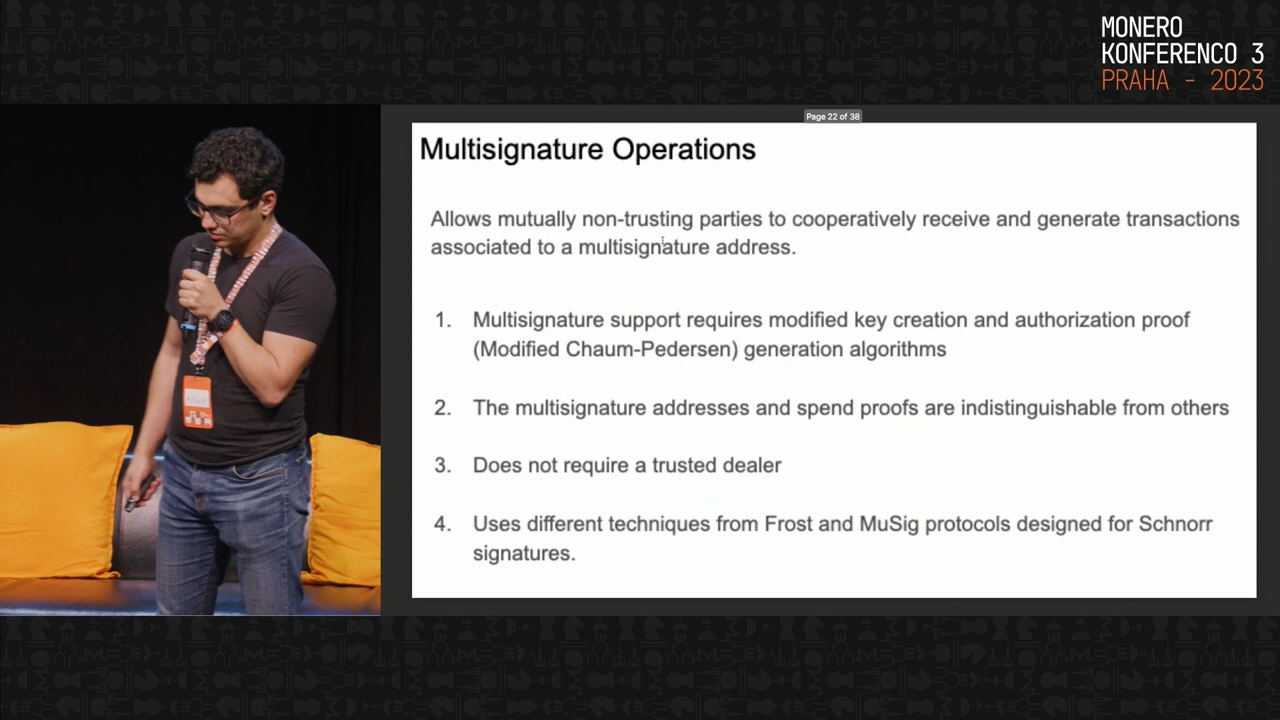 MONERO
KONFERENCO 3
PRAHA - 2023
Page 22 of 38
Multisignature Operations
Allows mutually non-trusting parties to cooperatively receive and generate transactions
associated to a multisignature address.
1. Multisignature support requires modified key creation and authorization proof
(Modified Chaum-Pedersen) generation algorithms
2. The multisignature addresses and spend proofs are indistinguishable from others
3. Does not require a trusted dealer
4. Uses different techniques from Frost and MuSig protocols designed for Schnorr
signatures.